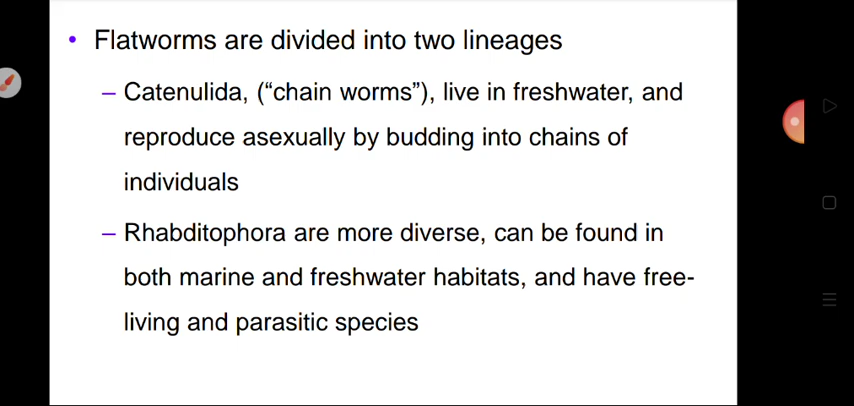 • Flatworms are divided into two lineages
– Catenulida, (“chain worms”), live in freshwater, and
reproduce asexually by budding into chains of
individuals
– Rhabditophora are more diverse, can be found in
both marine and freshwater habitats, and have free-
living and parasitic species